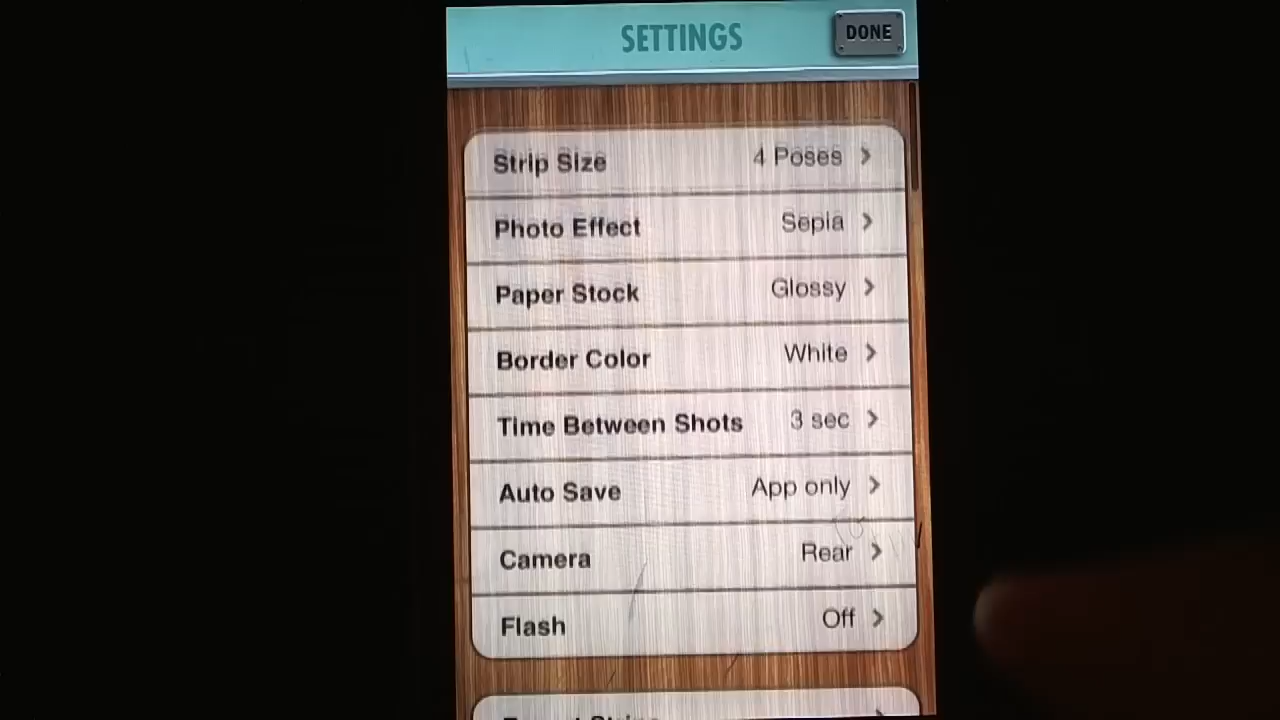 SETTINGS DONE
Strip Size 4 Poses
Photo Effect Sepia
Paper Stock Glossy
Border Color White
Time Between Shots 3 sec
Auto Save App only
Camera Rear
Flash Off